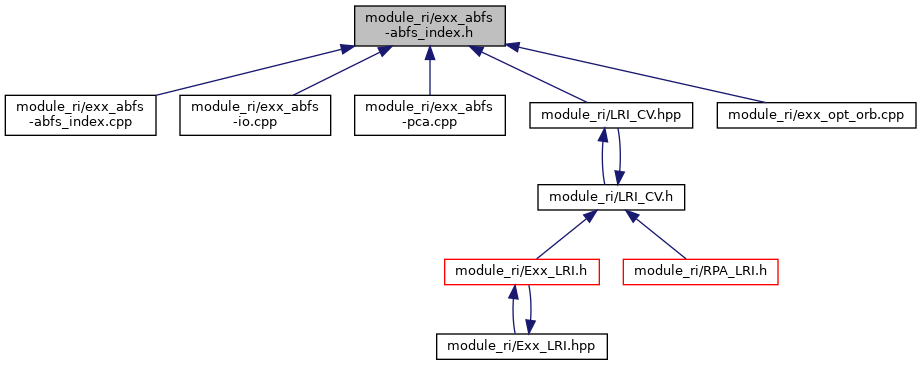 module_ri/exx_abfs
-abfs_index.h
module_ri/exx_abfs
-abfs_index.cpp
module_ri/exx_abfs
-io.cpp
module_ri/exx_abfs
-pca.cpp
module_ri/LRI_CV.hpp
module_ri/exx_opt_orb.cpp
module_ri/LRI_CV.h
module_ri/Exx_LRI.h
module_ri/RPA_LRI.h
module_ri/Exx_LRI.hpp